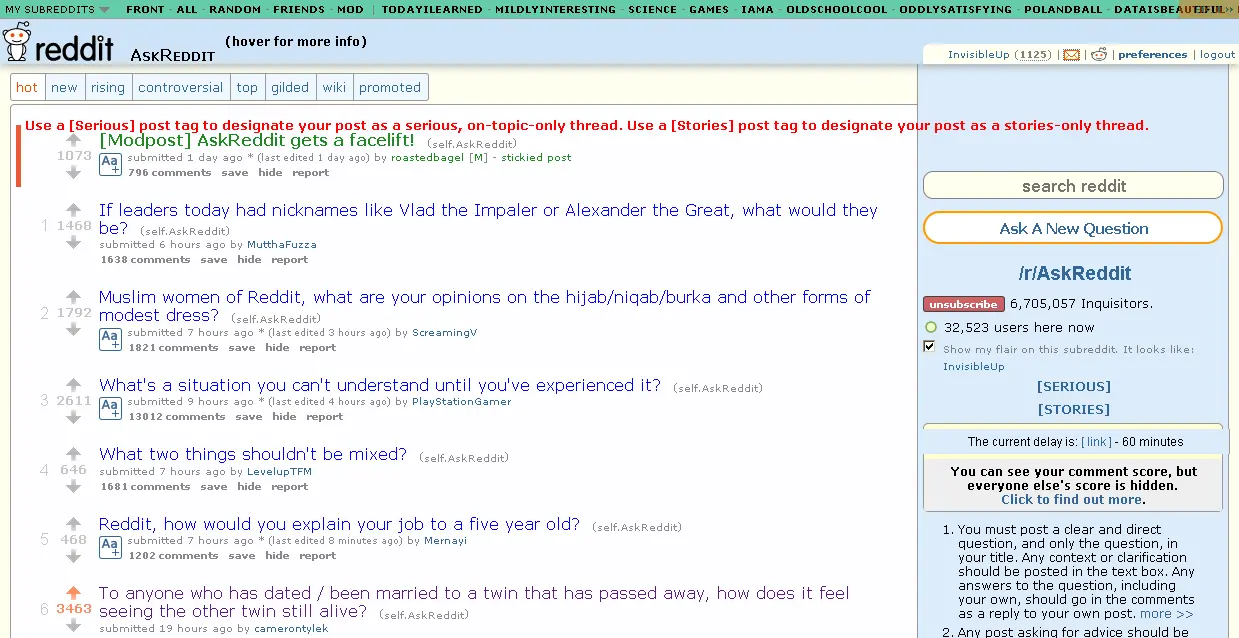 MY SUBREDDITS FRONT - ALL - RANDOM - FRIENDS - MOD | TODAYILEARNED - MILDLYINTERESTING - SCIENCE - GAMES - IAMA - OLDSCHOOLCOOL - ODDLYSATISFYING - POLANDBALL - DATAISBEAUTIFUL
reddit AskReddit (hover for more info)
InvisibleUp (1125) | | | preferences | logout
hot new rising controversial top gilded wiki promoted
Use a [Serious] post tag to designate your post as a serious, on-topic-only thread. Use a [Stories] post tag to designate your post as a stories-only thread.
[Modpost] AskReddit gets a facelift! (self.AskReddit)
1073
Aa+ submitted 1 day ago * (last edited 1 day ago) by roastedbagel [M] - stickied post
796 comments save hide report
1 1468 If leaders today had nicknames like Vlad the Impaler or Alexander the Great, what would they
be? (self.AskReddit)
submitted 6 hours ago by MutthaFuzza
1638 comments save hide report
2 1792 Muslim women of Reddit, what are your opinions on the hijab/niqab/burka and other forms of
modest dress? (self.AskReddit)
Aa+ submitted 7 hours ago * (last edited 3 hours ago) by ScreamingV
1821 comments save hide report
3 2611 What's a situation you can't understand until you've experienced it? (self.AskReddit)
Aa+ submitted 9 hours ago * (last edited 4 hours ago) by PlayStationGamer
13012 comments save hide report
4 646 What two things shouldn't be mixed? (self.AskReddit)
submitted 7 hours ago by LevelupTFM
1681 comments save hide report
5 468 Reddit, how would you explain your job to a five year old? (self.AskReddit)
Aa+ submitted 7 hours ago * (last edited 8 minutes ago) by Mernayi
1202 comments save hide report
6 3463 To anyone who has dated / been married to a twin that has passed away, how does it feel
seeing the other twin still alive? (self.AskReddit)
submitted 19 hours ago by camerontylek
search reddit
Ask A New Question
/r/AskReddit
unsubscribe 6,705,057 Inquisitors.
32,523 users here now
Show my flair on this subreddit. It looks like:
InvisibleUp
[SERIOUS]
[STORIES]
The current delay is: [link] - 60 minutes
You can see your comment score, but
everyone else's score is hidden.
Click to find out more.
1. You must post a clear and direct
question, and only the question, in
your title. Any context or clarification
should be posted in the text box. Any
answers to the question, including
your own, should go in the comments
as a reply to your own post. more >>
2. Any post asking for advice should be